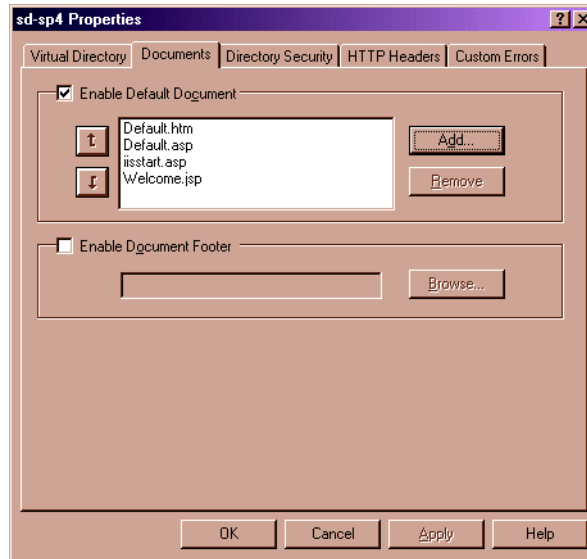 sd-sp4 Properties
Virtual Directory Documents Directory Security HTTP Headers Custom Errors
Enable Default Document
Default.htm
Default.asp
iisstart.asp
Welcome.jsp
Add...
Remove
Enable Document Footer
Browse...
OK Cancel Apply Help